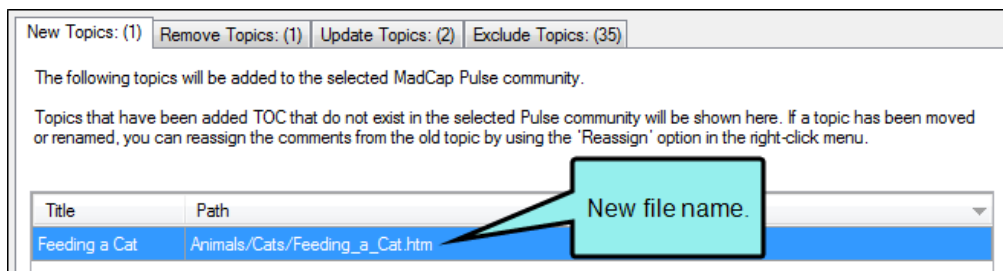 New Topics: (1) Remove Topics: (1) Update Topics: (2) Exclude Topics: (35)
The following topics will be added to the selected MadCap Pulse community.
Topics that have been added TOC that do not exist in the selected Pulse community will be shown here. If a topic has been moved
or renamed, you can reassign the comments from the old topic by using the 'Reassign' option in the right-click menu.
New file name.
Title Path
Feeding a Cat Animals/Cats/Feeding_a_Cat.htm